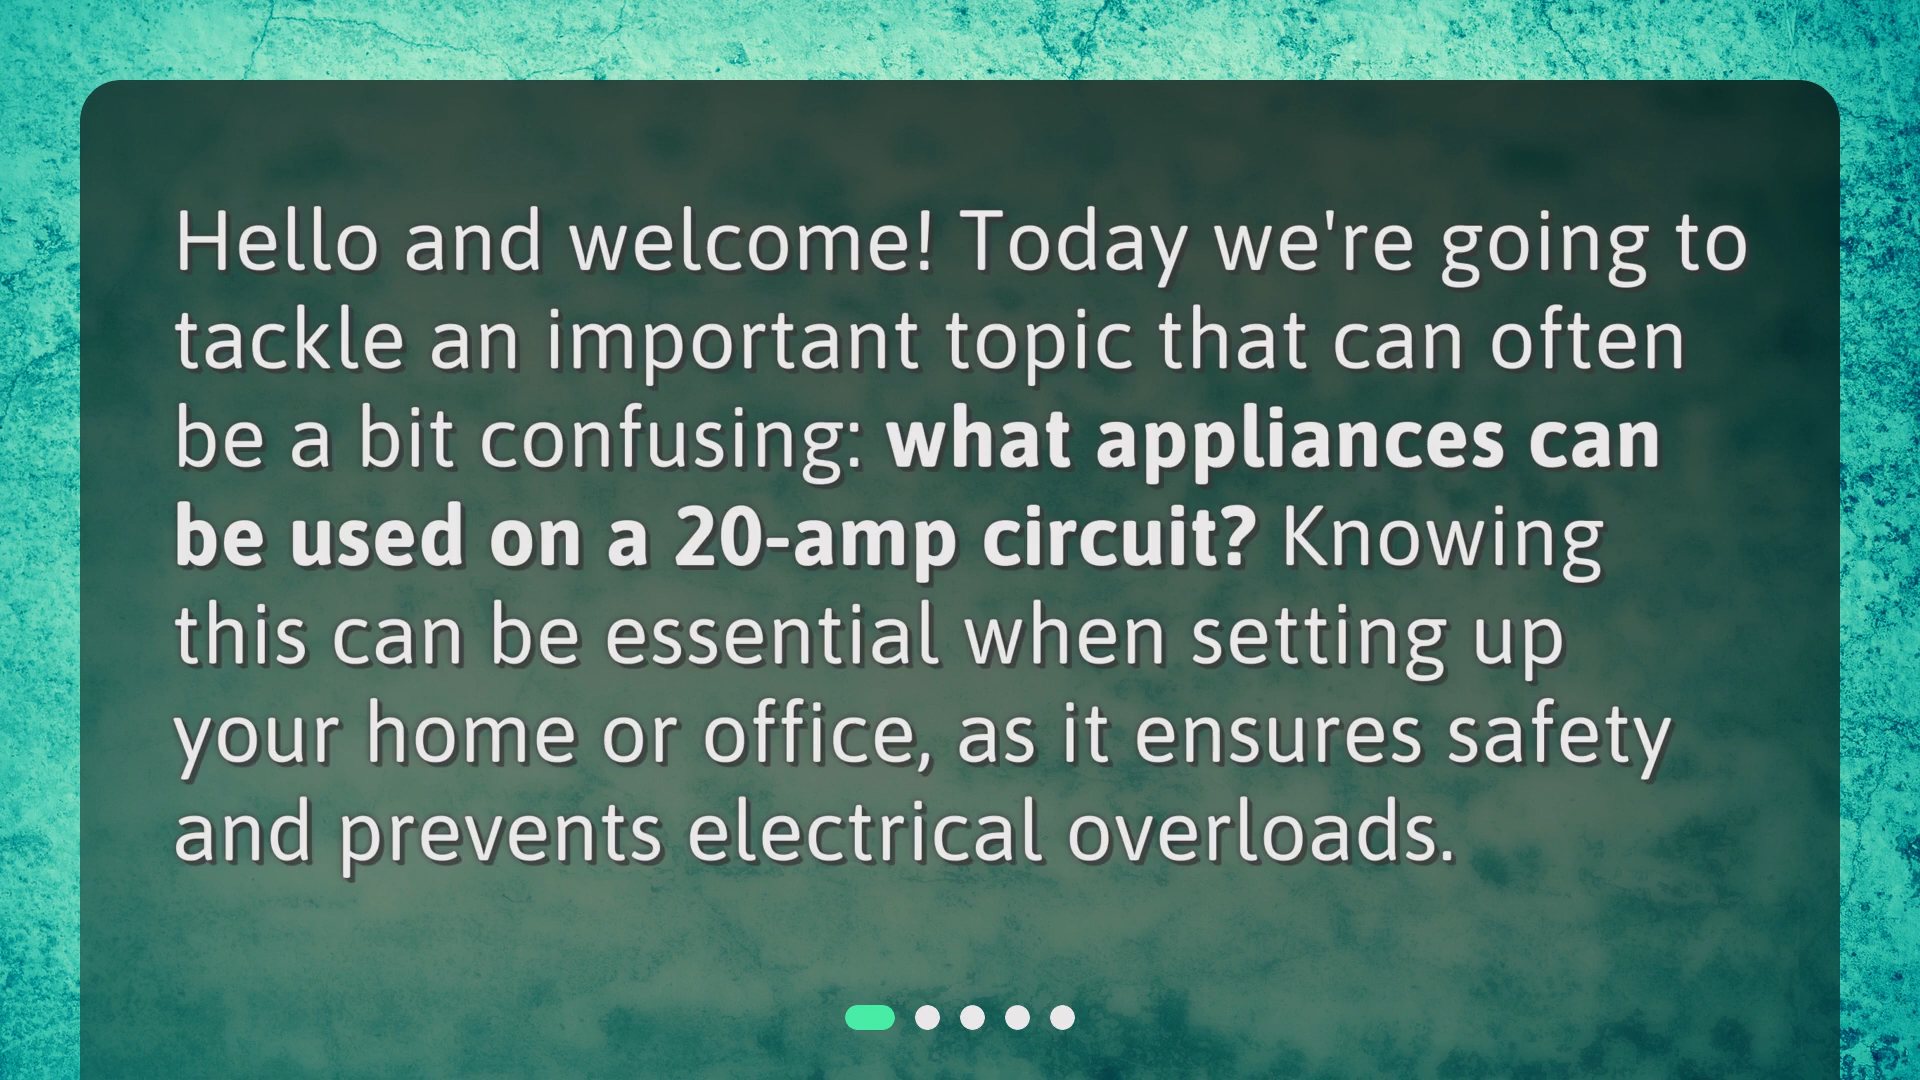 Hello and welcome! Today we're going to
tackle an important topic that can often
be a bit confusing: what appliances can
be used on a 20-amp circuit? Knowing
this can be essential when setting up
your home or office, as it ensures safety
and prevents electrical overloads.